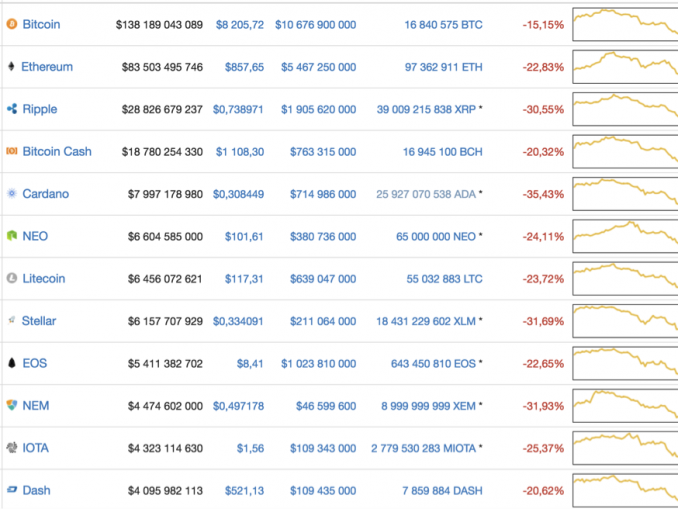 Bitcoin $138 189 043 089 $8 205,72 $10 676 900 000 16 840 575 BTC -15,15%
Ethereum $83 503 495 746 $857,65 $5 467 250 000 97 362 911 ETH -22,83%
Ripple $28 826 679 237 $0,738971 $1 905 620 000 39 009 215 838 XRP * -30,55%
Bitcoin Cash $18 780 254 330 $1 108,30 $763 315 000 16 945 100 BCH -20,32%
Cardano $7 997 178 980 $0,308449 $714 986 000 25 927 070 538 ADA * -35,43%
NEO $6 604 585 000 $101,61 $380 736 000 65 000 000 NEO * -24,11%
Litecoin $6 456 072 621 $117,31 $639 047 000 55 032 883 LTC -23,72%
Stellar $6 157 707 929 $0,334091 $211 064 000 18 431 229 602 XLM * -31,69%
EOS $5 411 382 702 $8,41 $1 023 810 000 643 450 810 EOS * -22,65%
NEM $4 474 602 000 $0,497178 $46 599 600 8 999 999 999 XEM * -31,93%
IOTA $4 323 114 630 $1,56 $109 343 000 2 779 530 283 MIOTA * -25,37%
Dash $4 095 982 113 $521,13 $109 435 000 7 859 884 DASH -20,62%